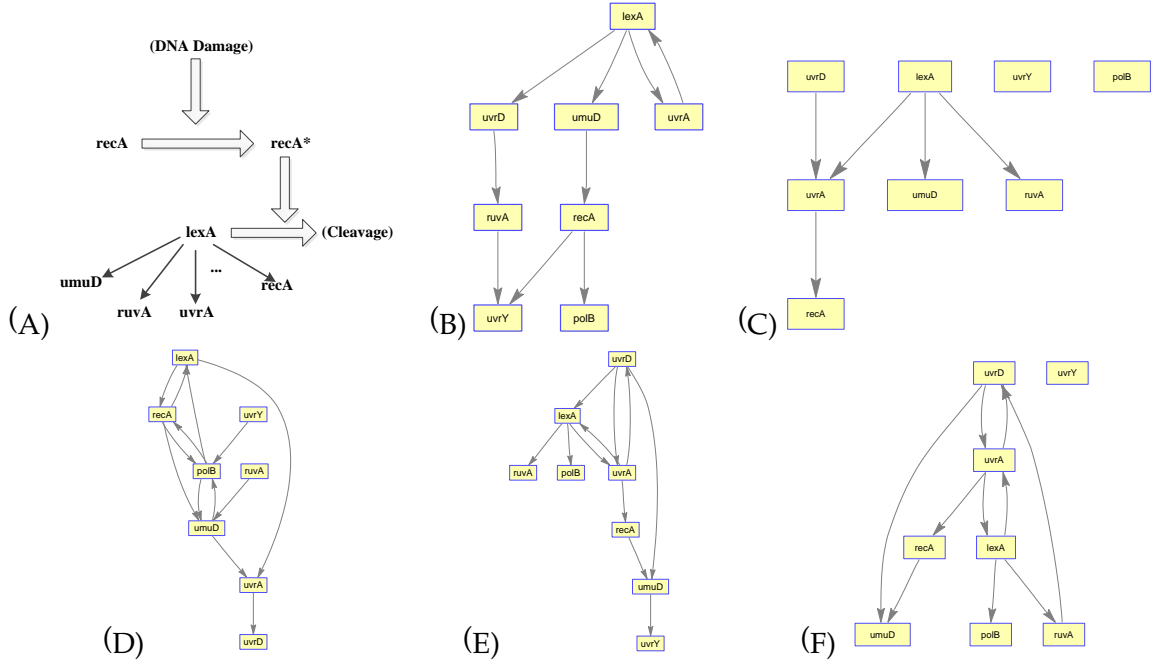 (DNA Damage)
recA
recA*
lexA
(Cleavage)
...
umuD
recA
ruvA
uvrA
(A)
lexA
uvrD
umuD
uvrA
ruvA
recA
uvrY
polB
(B)
uvrD
lexA
uvrY
polB
uvrA
umuD
ruvA
recA
(C)
lexA
recA
uvrY
polB
ruvA
umuD
uvrA
uvrD
(D)
uvrD
lexA
ruvA
polB
uvrA
recA
umuD
uvrY
(E)
uvrD
uvrY
uvrA
recA
lexA
umuD
polB
ruvA
(F)